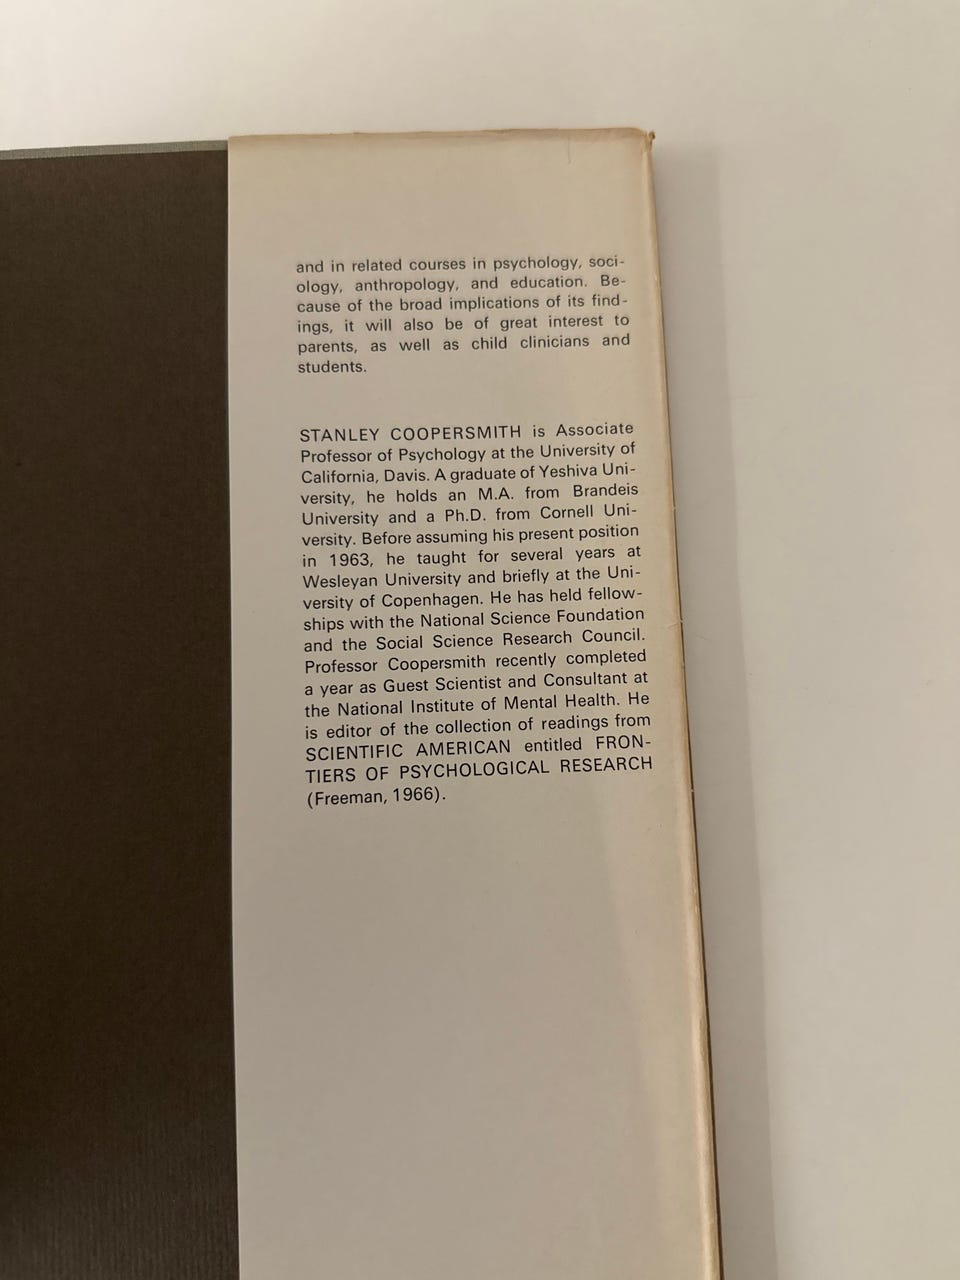 and in related courses in psychology, soci-
ology, anthropology, and education. Be-
cause of the broad implications of its find-
ings, it will also be of great interest to
parents, as well as child clinicians and
students.
STANLEY COOPERSMITH is Associate
Professor of Psychology at the University of
California, Davis. A graduate of Yeshiva Uni-
versity, he holds an M.A. from Brandeis
University and a Ph.D. from Cornell Uni-
versity. Before assuming his present position
in 1963, he taught for several years at
Wesleyan University and briefly at the Uni-
versity of Copenhagen. He has held fellow-
ships with the National Science Foundation
and the Social Science Research Council.
Professor Coopersmith recently completed
a year as Guest Scientist and Consultant at
the National Institute of Mental Health. He
is editor of the collection of readings from
SCIENTIFIC AMERICAN entitled FRON-
TIERS OF PSYCHOLOGICAL RESEARCH
(Freeman, 1966).